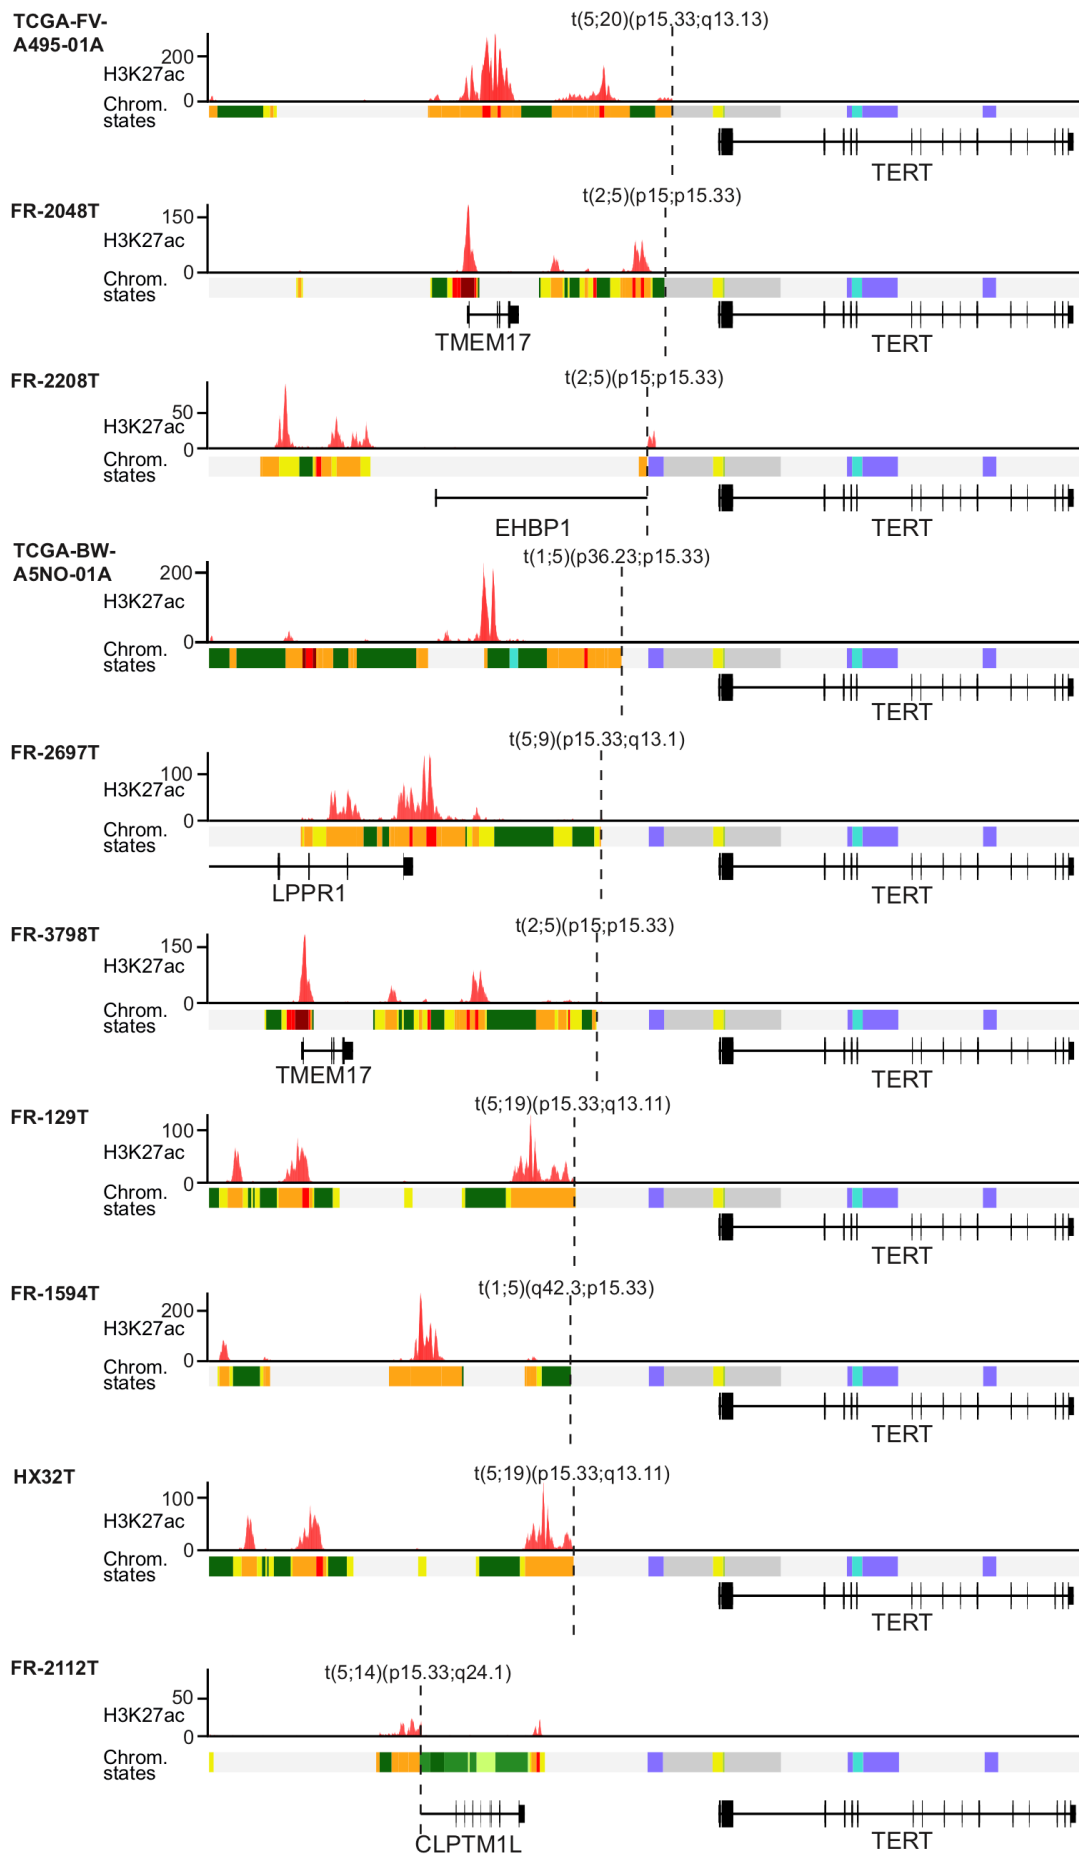 TCGA-FV-
A495-01A
t(5;20)(p15.33;q13.13)
200
H3K27ac
0
Chrom.
states
TERT
FR-2048T
t(2;5)(p15;p15.33)
150
H3K27ac
0
Chrom.
states
TMEM17
TERT
FR-2208T
t(2;5)(p15;p15.33)
50
H3K27ac
0
Chrom.
states
EHBP1
TERT
TCGA-BW-
A5NO-01A
t(1;5)(p36.23;p15.33)
200
H3K27ac
0
Chrom.
states
TERT
FR-2697T
t(5;9)(p15.33;q13.1)
100
H3K27ac
0
Chrom.
states
LPPR1
TERT
FR-3798T
t(2;5)(p15;p15.33)
150
H3K27ac
0
Chrom.
states
TMEM17
TERT
FR-129T
t(5;19)(p15.33;q13.11)
100
H3K27ac
0
Chrom.
states
TERT
FR-1594T
t(1;5)(q42.3;p15.33)
200
H3K27ac
0
Chrom.
states
TERT
HX32T
t(5;19)(p15.33;q13.11)
100
H3K27ac
0
Chrom.
states
TERT
FR-2112T
t(5;14)(p15.33;q24.1)
50
H3K27ac
0
Chrom.
states
CLPTM1L
TERT